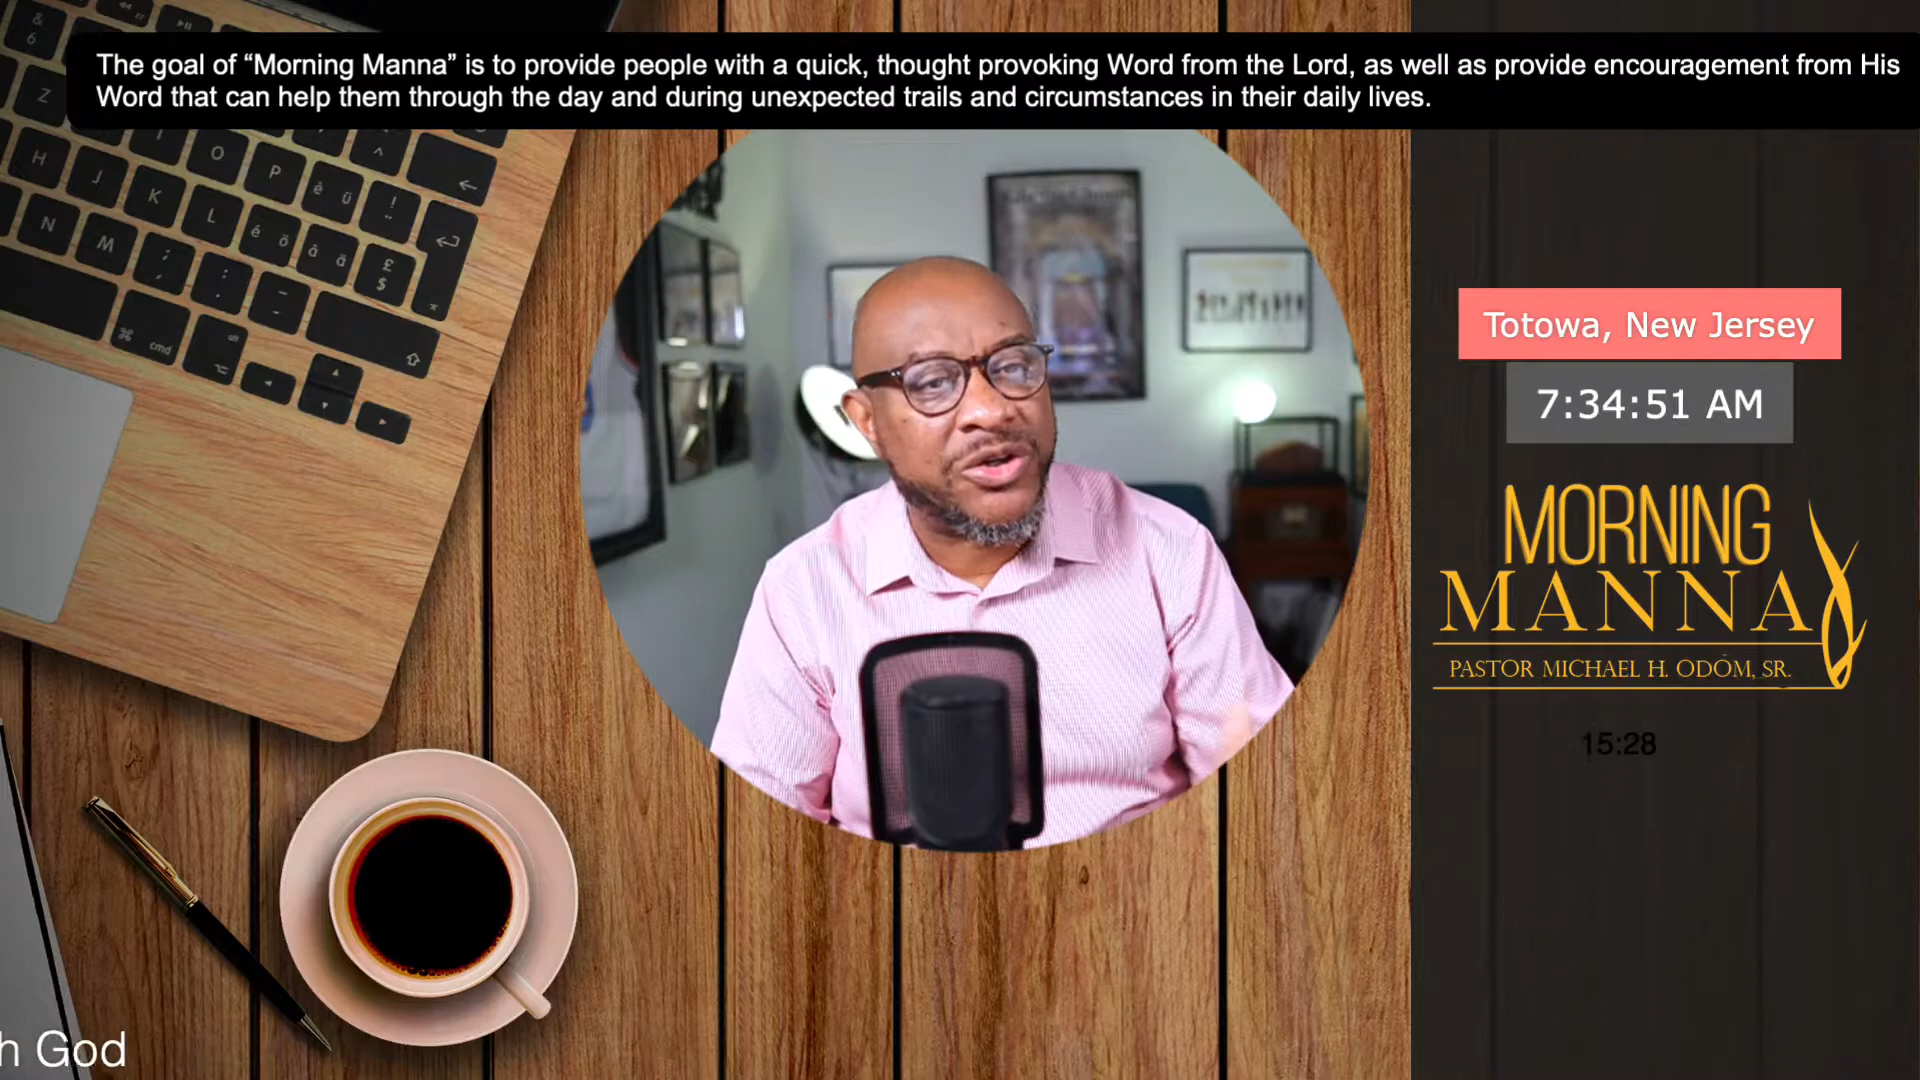 The goal of “Morning Manna” is to provide people with a quick, thought provoking Word from the Lord, as well as provide encouragement from His
Word that can help them through the day and during unexpected trails and circumstances in their daily lives.
Totowa, New Jersey
7:34:51 AM
MORNING
MANNA
PASTOR MICHAEL H. ODOM, SR.
15:28
&
6
Z
H
J
K
L
O
P
I
è
ü
!
N
M
é
ö
à
ä
£
$
;
,
:
.
_
-
cmd
h God